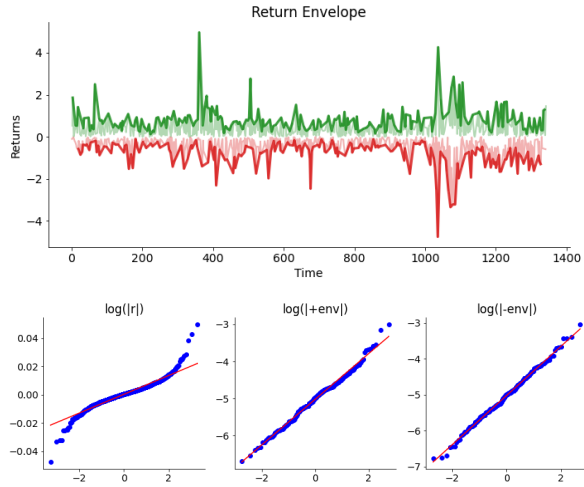 Return Envelope
Returns
4
2
0
−2
−4
0 200 400 600 800 1000 1200 1400
Time
log(|r|) log(|+env|) log(|-env|)
0.04
0.02
0.00
−0.02
−0.04
−2 0 2
−3
−4
−5
−6
−2 0 2
−3
−4
−5
−6
−7
−2 0 2